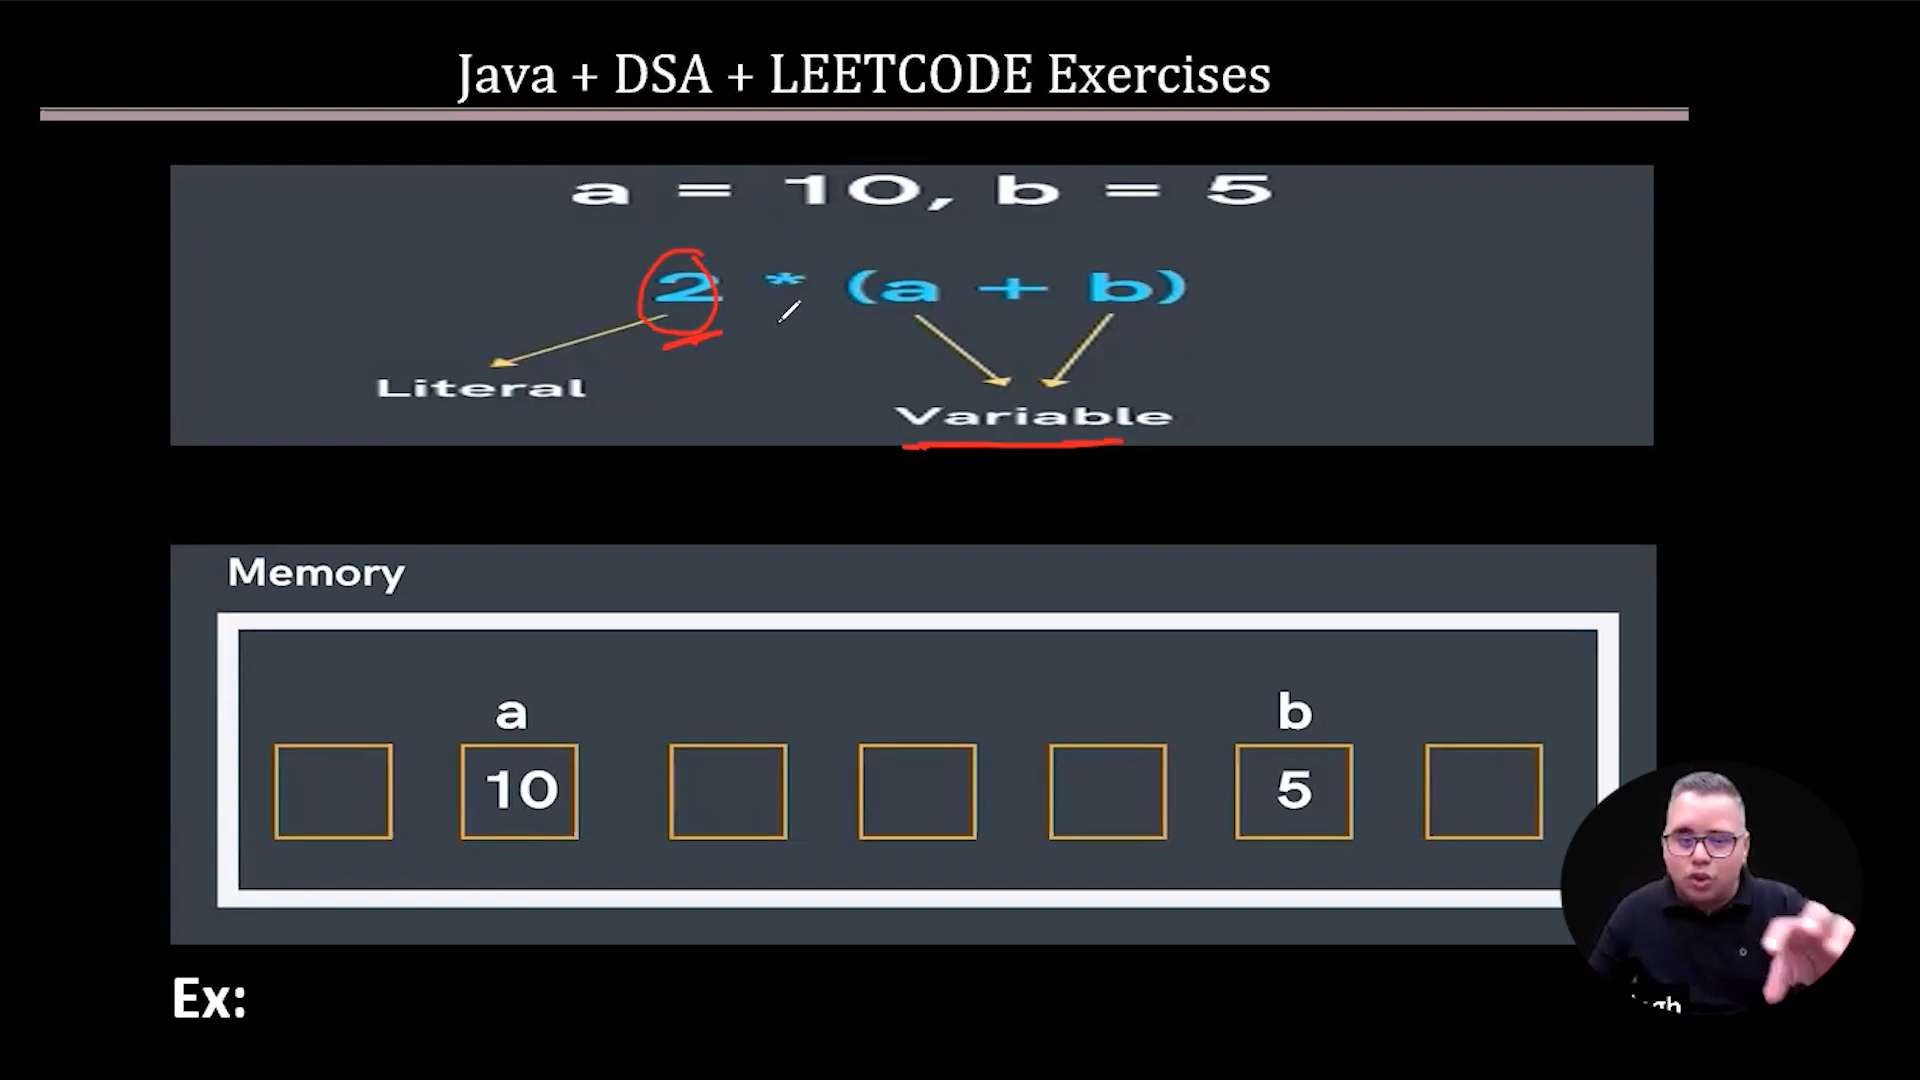 Java + DSA + LEETCODE Exercises
a = 10, b = 5
2 * (a + b)
Literal
Variable
Memory
a b
10 5
Ex: